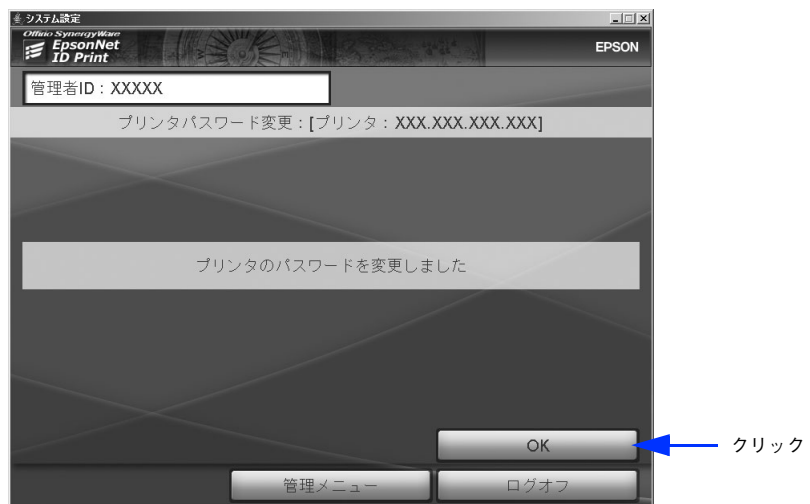 システム設定
Offirio SynergyWare
EpsonNet
ID Print
EPSON
管理者ID：XXXXX
プリンタパスワード変更：[プリンタ：XXX.XXX.XXX.XXX]
プリンタのパスワードを変更しました
OK
クリック
管理メニュー
ログオフ